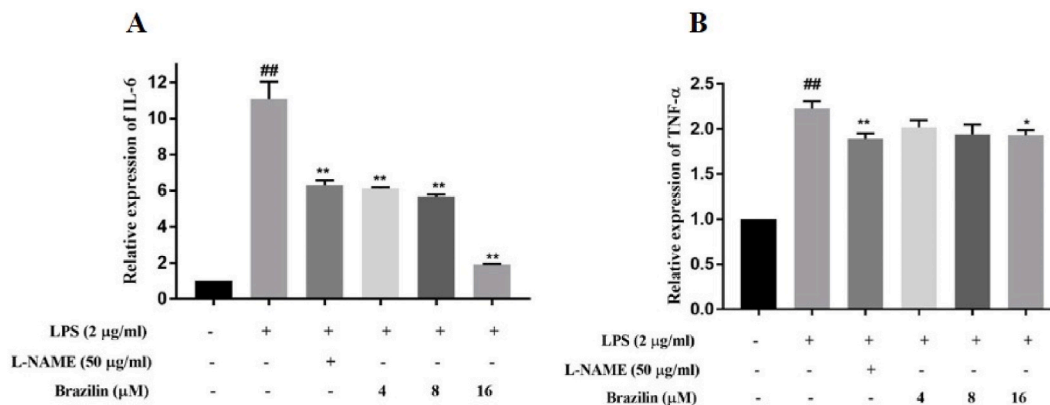 A
Relative expression of IL-6
12
10
8
6
4
2
0
##
**
**
**
**
LPS (2 μg/ml) - + + + + +
L-NAME (50 μg/ml) - - + - - -
Brazilin (μM) - - - 4 8 16
B
Relative expression of TNF-α
2.5
2.0
1.5
1.0
0.5
0.0
##
**
*
LPS (2 μg/ml) - + + + + +
L-NAME (50 μg/ml) - - + - - -
Brazilin (μM) - - - 4 8 16